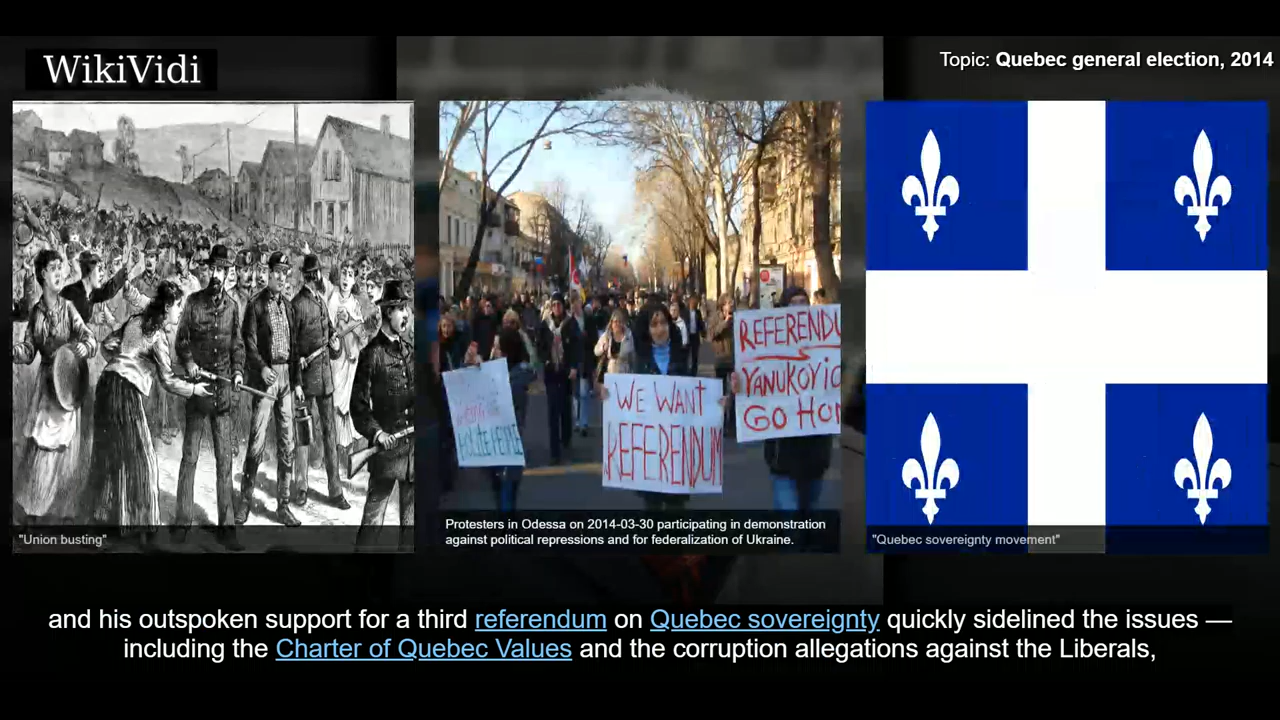 WikiVidi
Topic: Quebec general election, 2014
WE WANT
REFERENDUM
REFERENDU
YANUKOVIC
GO HOM
"Union busting"
Protesters in Odessa on 2014-03-30 participating in demonstration
against political repressions and for federalization of Ukraine.
"Quebec sovereignty movement"
and his outspoken support for a third referendum on Quebec sovereignty quickly sidelined the issues —
including the Charter of Quebec Values and the corruption allegations against the Liberals,